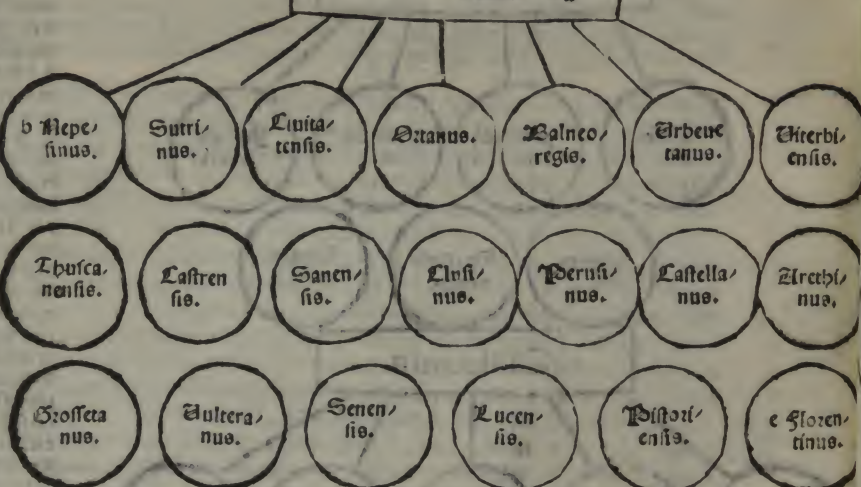 b Nepe/
sinus.
Sutri/
nus.
Ciuita/
tensis.
Ortanus.
Balneo/
regis.
Urbeue
tanus.
Uiterbi/
ensis.
Thusca/
nensis.
Castren
sis.
Sanen/
sis.
Clusi/
nus.
Perusi/
nus.
Castella/
nus.
Arethi/
nus.
Grosseta
nus.
Uultera/
nus.
Senen/
sis.
Lucen/
sis.
Pistori/
ensis.
e Floren/
tinus.